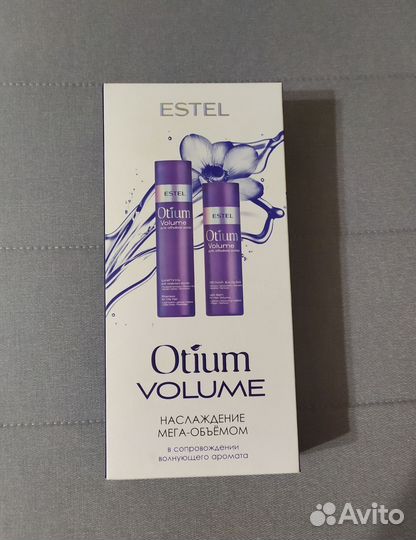 ESTEL
ESTEL
Otium
Volume
ESTEL
Otium
Volume
Otium
VOLUME
НАСЛАЖДЕНИЕ
МЕГА-ОБЪЁМОМ
в сопровождении
волнующего аромата
Avito